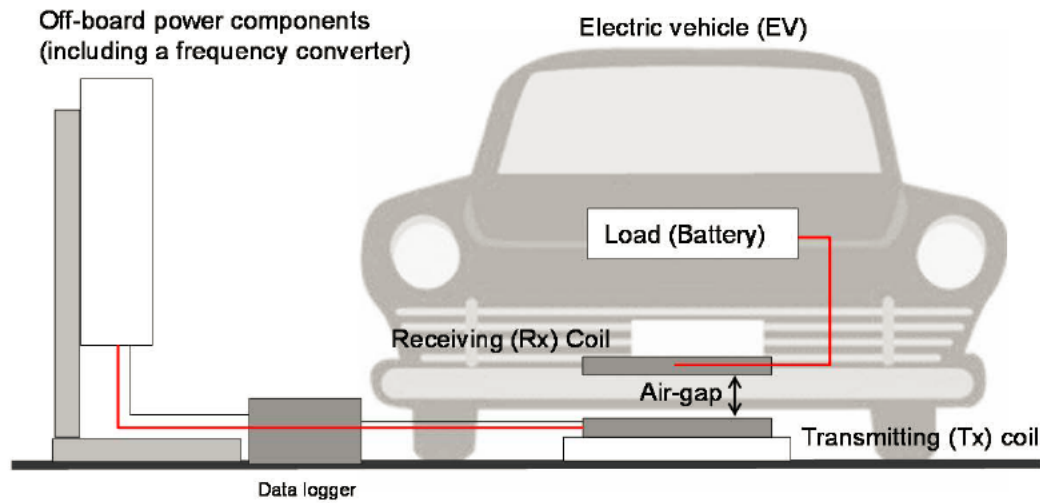 Off-board power components
(including a frequency converter)
Electric vehicle (EV)
Load (Battery)
Receiving (Rx) Coil
Air-gap
Transmitting (Tx) coil
Data logger